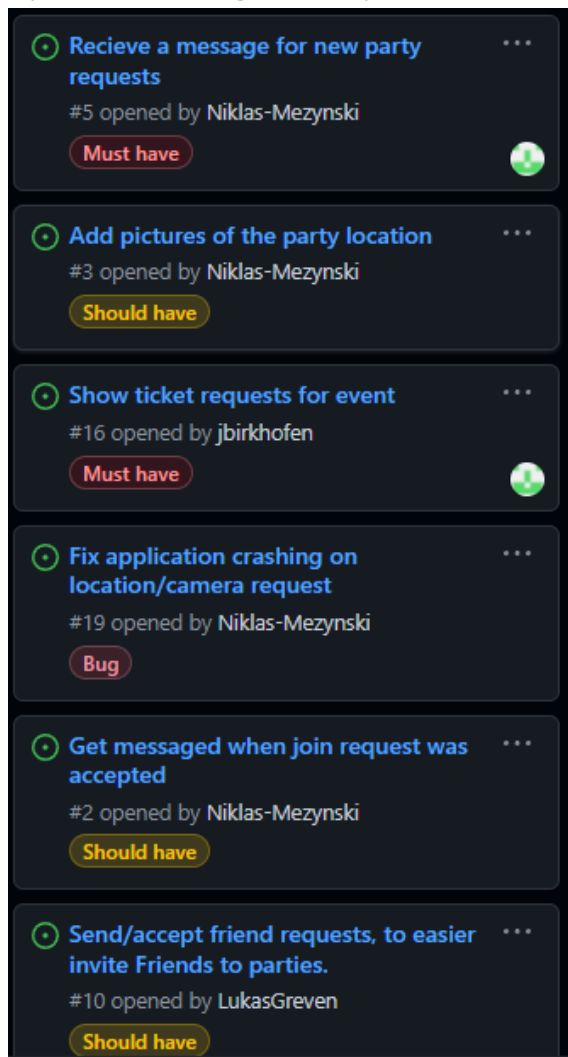 Recieve a message for new party
requests
#5 opened by Niklas-Mezynski
Must have
Add pictures of the party location
#3 opened by Niklas-Mezynski
Should have
Show ticket requests for event
#16 opened by jbirkhofen
Must have
Fix application crashing on
location/camera request
#19 opened by Niklas-Mezynski
Bug
Get messaged when join request was
accepted
#2 opened by Niklas-Mezynski
Should have
Send/accept friend requests, to easier
invite Friends to parties.
#10 opened by LukasGreven
Should have